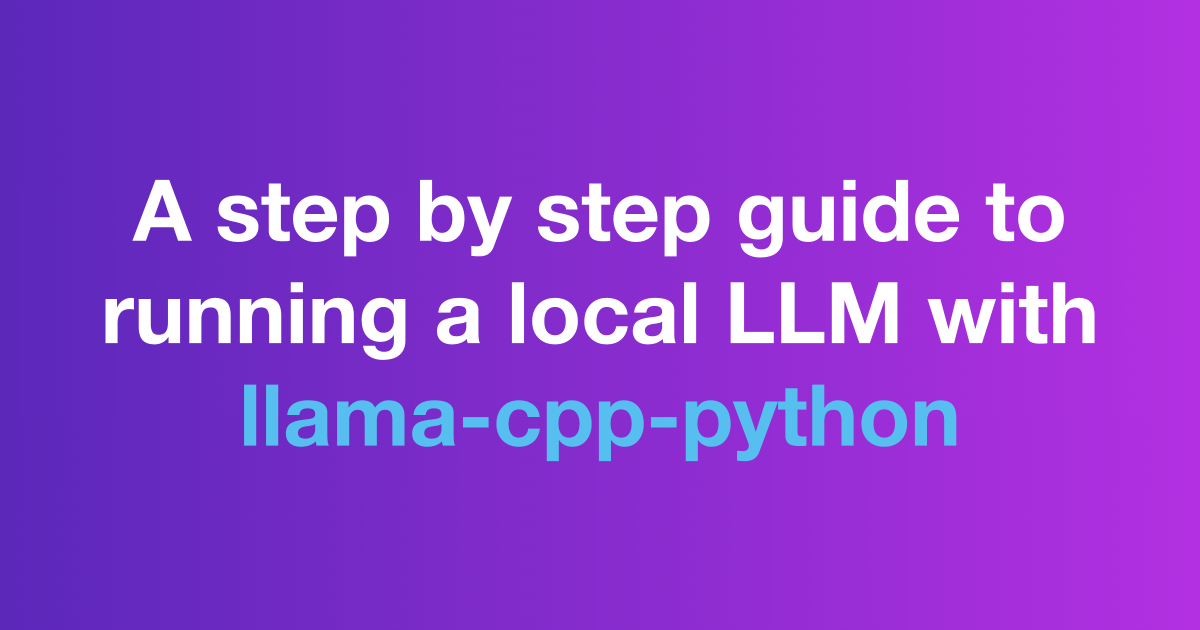 A step by step guide to
running a local LLM with
llama-cpp-python